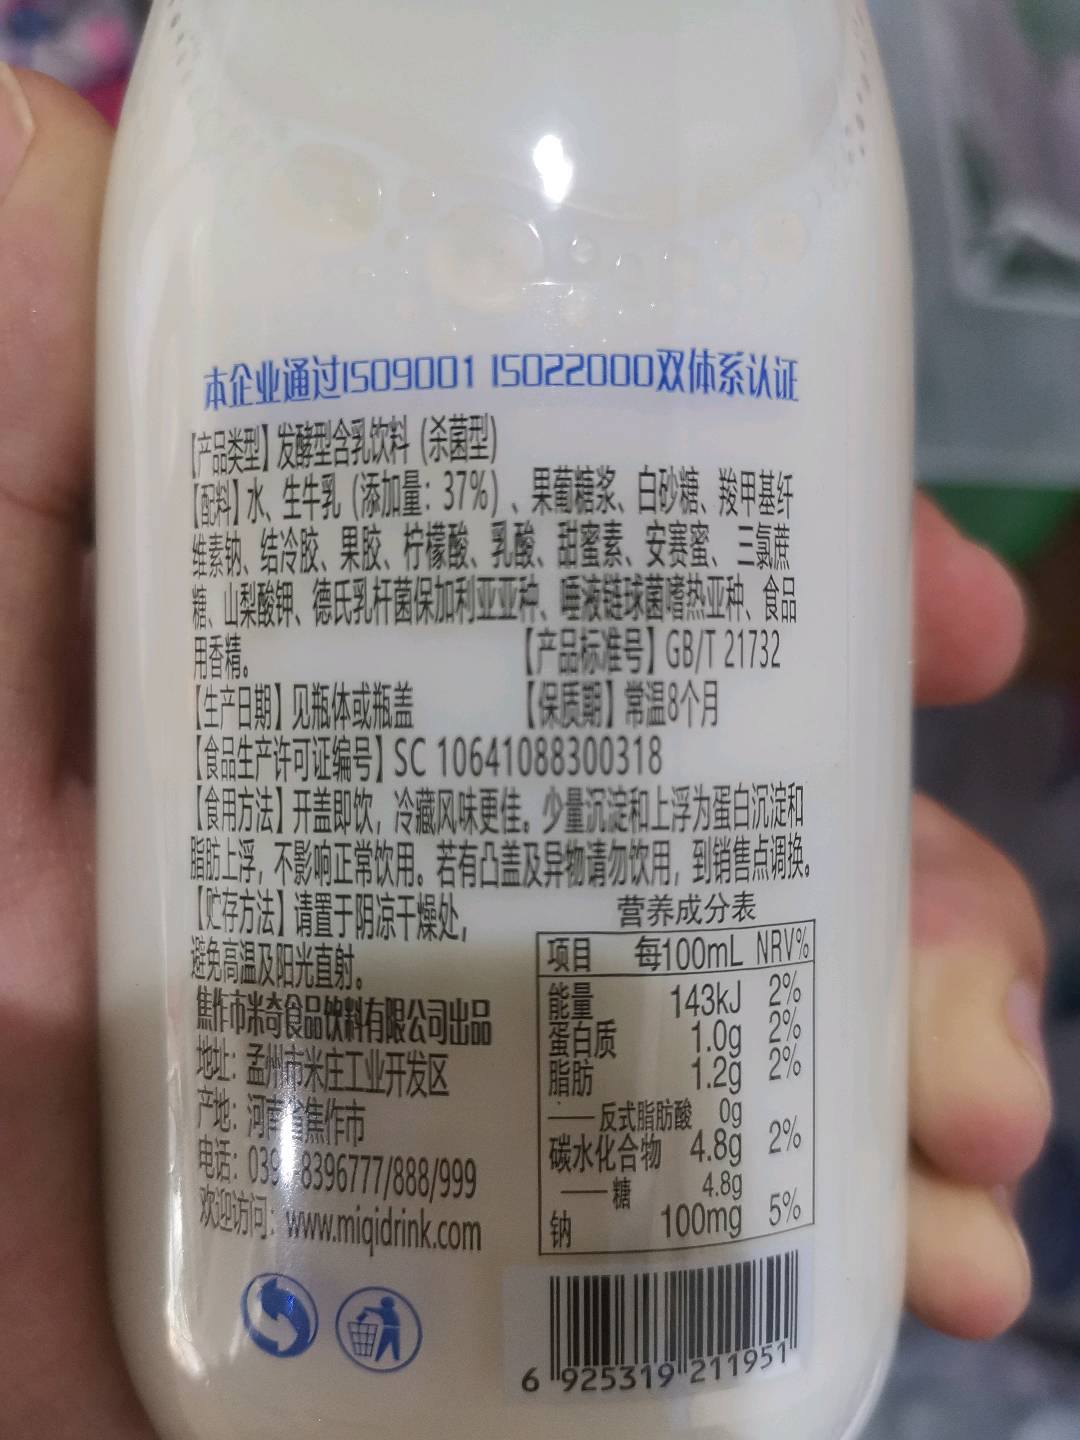 本企业通过ISO9001 ISO22000双体系认证
【产品类型】发酵型含乳饮料（杀菌型）
【配料】水、生牛乳（添加量：37%）、果葡糖浆、白砂糖、羧甲基纤
维素钠、结冷胶、果胶、柠檬酸、乳酸、甜蜜素、安赛蜜、三氯蔗
糖、山梨酸钾、德氏乳杆菌保加利亚亚种、唾液链球菌嗜热亚种、食品
用香精。 【产品标准号】GB/T 21732
【生产日期】见瓶体或瓶盖 【保质期】常温8个月
【食品生产许可证编号】SC 10641088300318
【食用方法】开盖即饮，冷藏风味更佳。少量沉淀和上浮为蛋白沉淀和
脂肪上浮，不影响正常饮用。若有凸盖及异物请勿饮用，到销售点调换。
【贮存方法】请置于阴凉干燥处，
避免高温及阳光直射。
焦作市米奇食品饮料有限公司出品
地址：孟州市米庄工业开发区
产地：河南省焦作市
电话：039 8396777/888/999
欢迎访问：www.miqidrink.com
营养成分表
项目 每100mL NRV%
能量 143kJ 2%
蛋白质 1.0g 2%
脂肪 1.2g 2%
——反式脂肪酸 0g
碳水化合物 4.8g 2%
——糖 4.8g
钠 100mg 5%
6 925319 211951